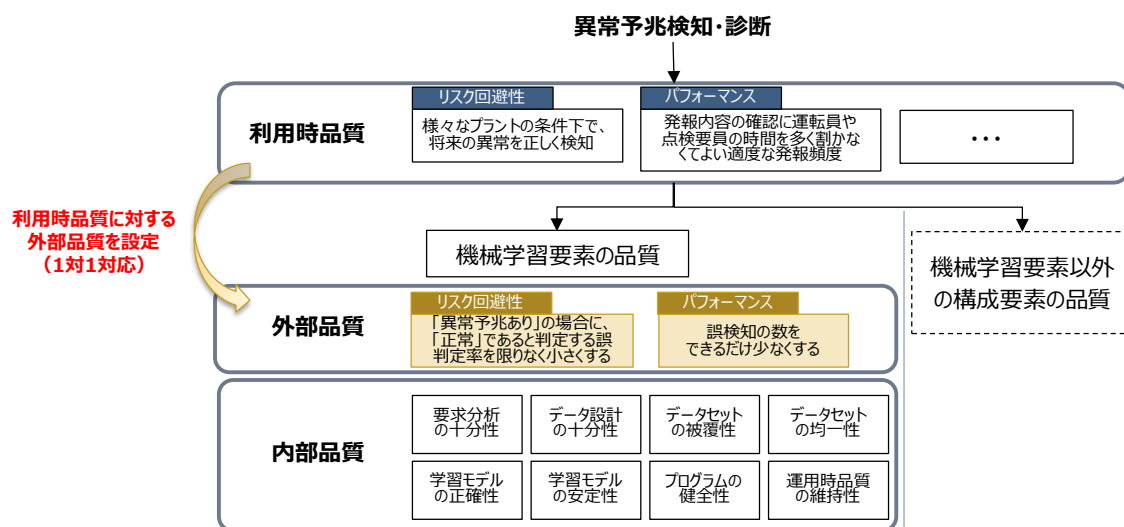 異常予兆検知・診断
利用時品質
リスク回避性
様々なプラントの条件下で、
将来の異常を正しく検知
パフォーマンス
発報内容の確認に運転員や
点検要員の時間を多く割かな
くてよい適度な発報頻度
・・・
利用時品質に対する
外部品質を設定
(1対1対応)
機械学習要素の品質
機械学習要素以外
の構成要素の品質
外部品質
リスク回避性
「異常予兆あり」の場合に、
「正常」であると判定する誤
判定率を限りなく小さくする
パフォーマンス
誤検知の数を
できるだけ少なくする
内部品質
要求分析
の十分性
データ設計
の十分性
データセット
の被覆性
データセット
の均一性
学習モデル
の正確性
学習モデル
の安定性
プログラムの
健全性
運用時品質
の維持性